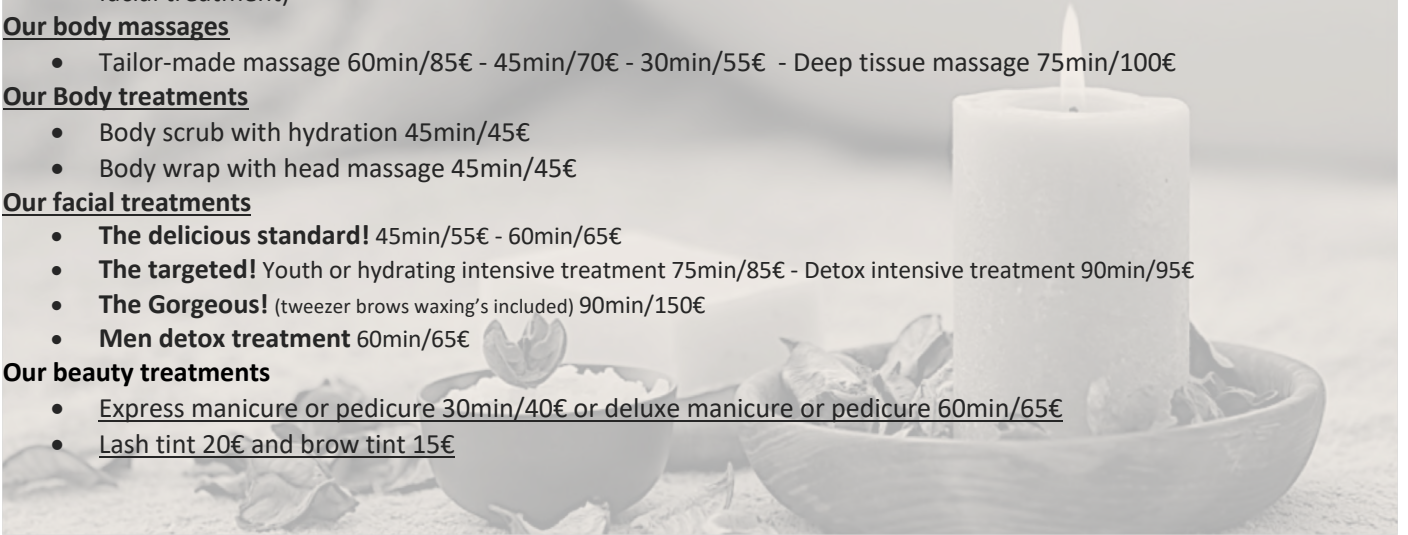 facial treatment)
Our body massages
• Tailor-made massage 60min/85€ - 45min/70€ - 30min/55€ - Deep tissue massage 75min/100€
Our Body treatments
• Body scrub with hydration 45min/45€
• Body wrap with head massage 45min/45€
Our facial treatments
• The delicious standard! 45min/55€ - 60min/65€
• The targeted! Youth or hydrating intensive treatment 75min/85€ - Detox intensive treatment 90min/95€
• The Gorgeous! (tweezer brows waxing’s included) 90min/150€
• Men detox treatment 60min/65€
Our beauty treatments
• Express manicure or pedicure 30min/40€ or deluxe manicure or pedicure 60min/65€
• Lash tint 20€ and brow tint 15€